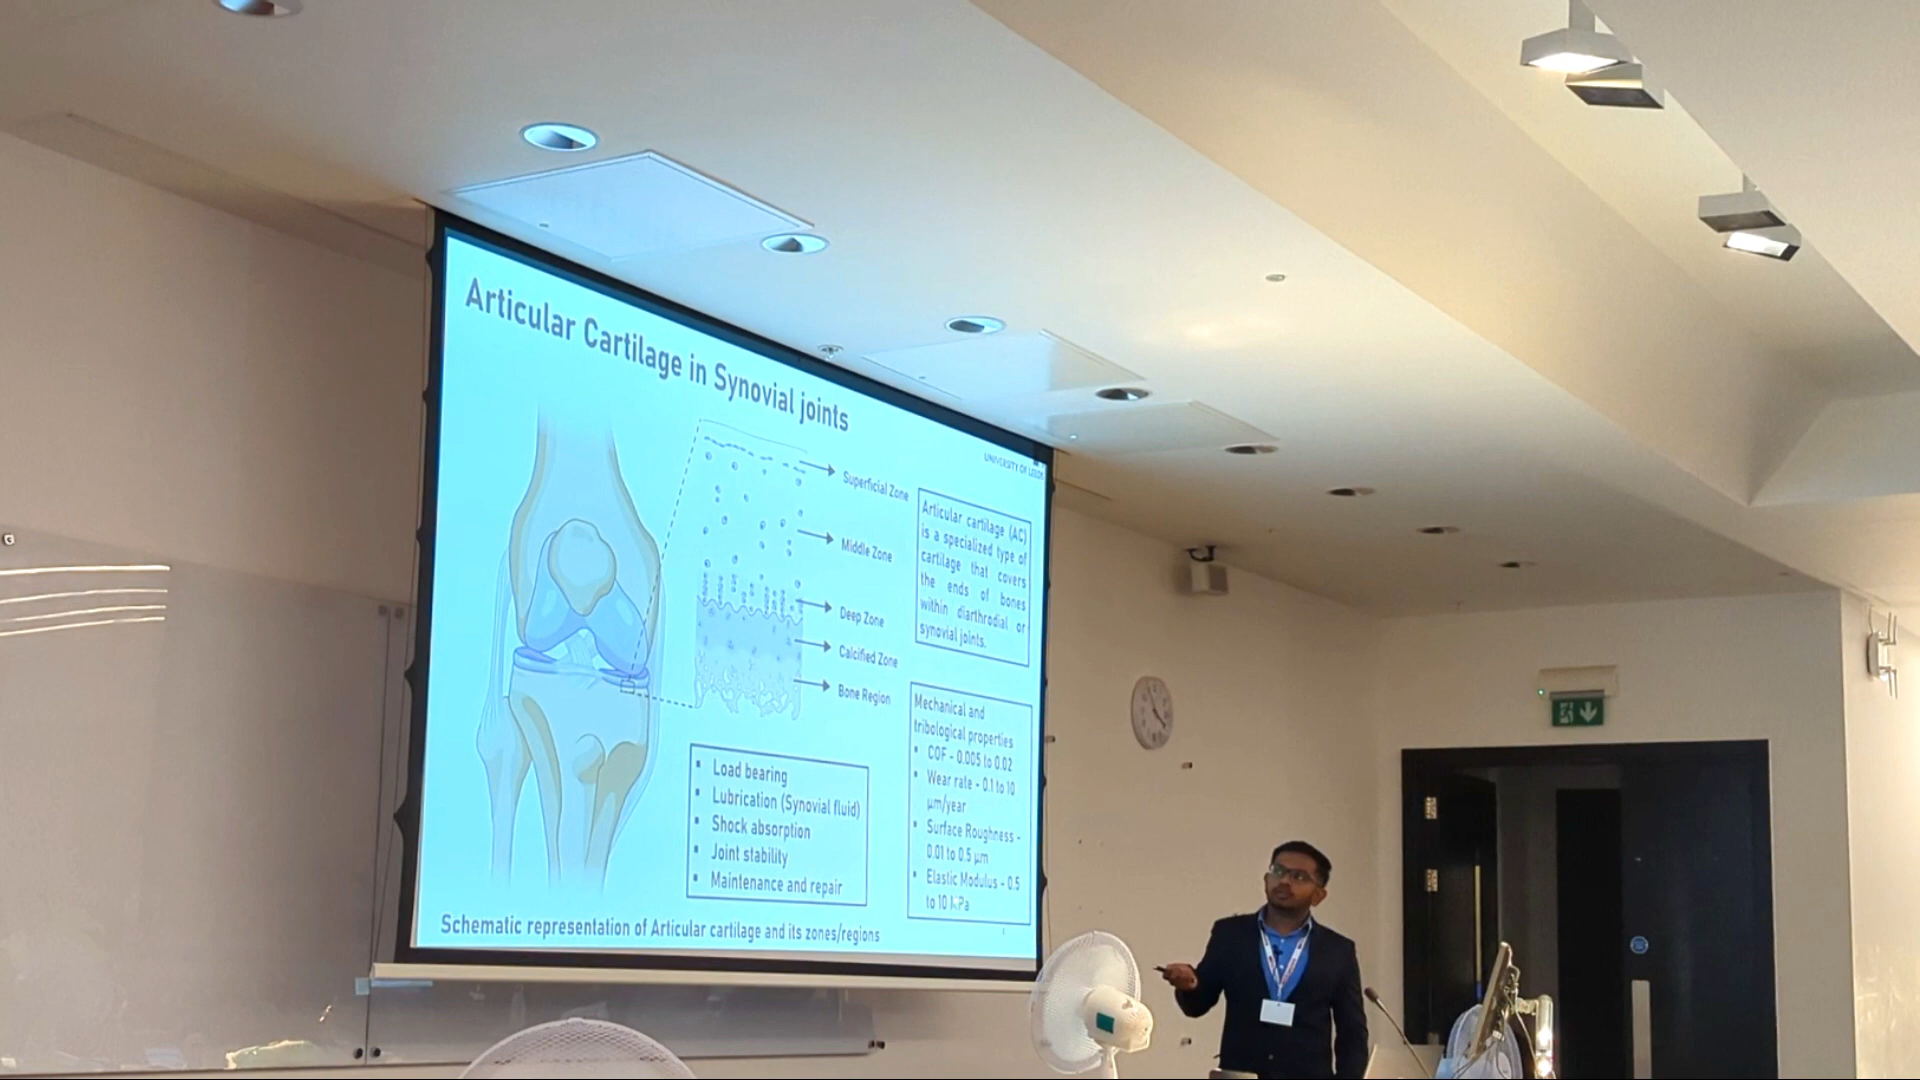 Articular Cartilage in Synovial joints
UNIVERSITY OF LEEDS
Superficial Zone
Middle Zone
Deep Zone
Calcified Zone
Bone Region
Articular cartilage (AC)
is a specialized type of
cartilage that covers
the ends of bones
within diarthrodial or
synovial joints.
Mechanical and
tribological properties
▪ COF – 0.005 to 0.02
▪ Wear rate – 0.1 to 10
µm/year
▪ Surface Roughness –
0.01 to 0.5 µm
▪ Elastic Modulus – 0.5
to 10
▪ Load bearing
▪ Lubrication (Synovial fluid)
▪ Shock absorption
▪ Joint stability
▪ Maintenance and repair
Schematic representation of Articular cartilage and its zones/regions